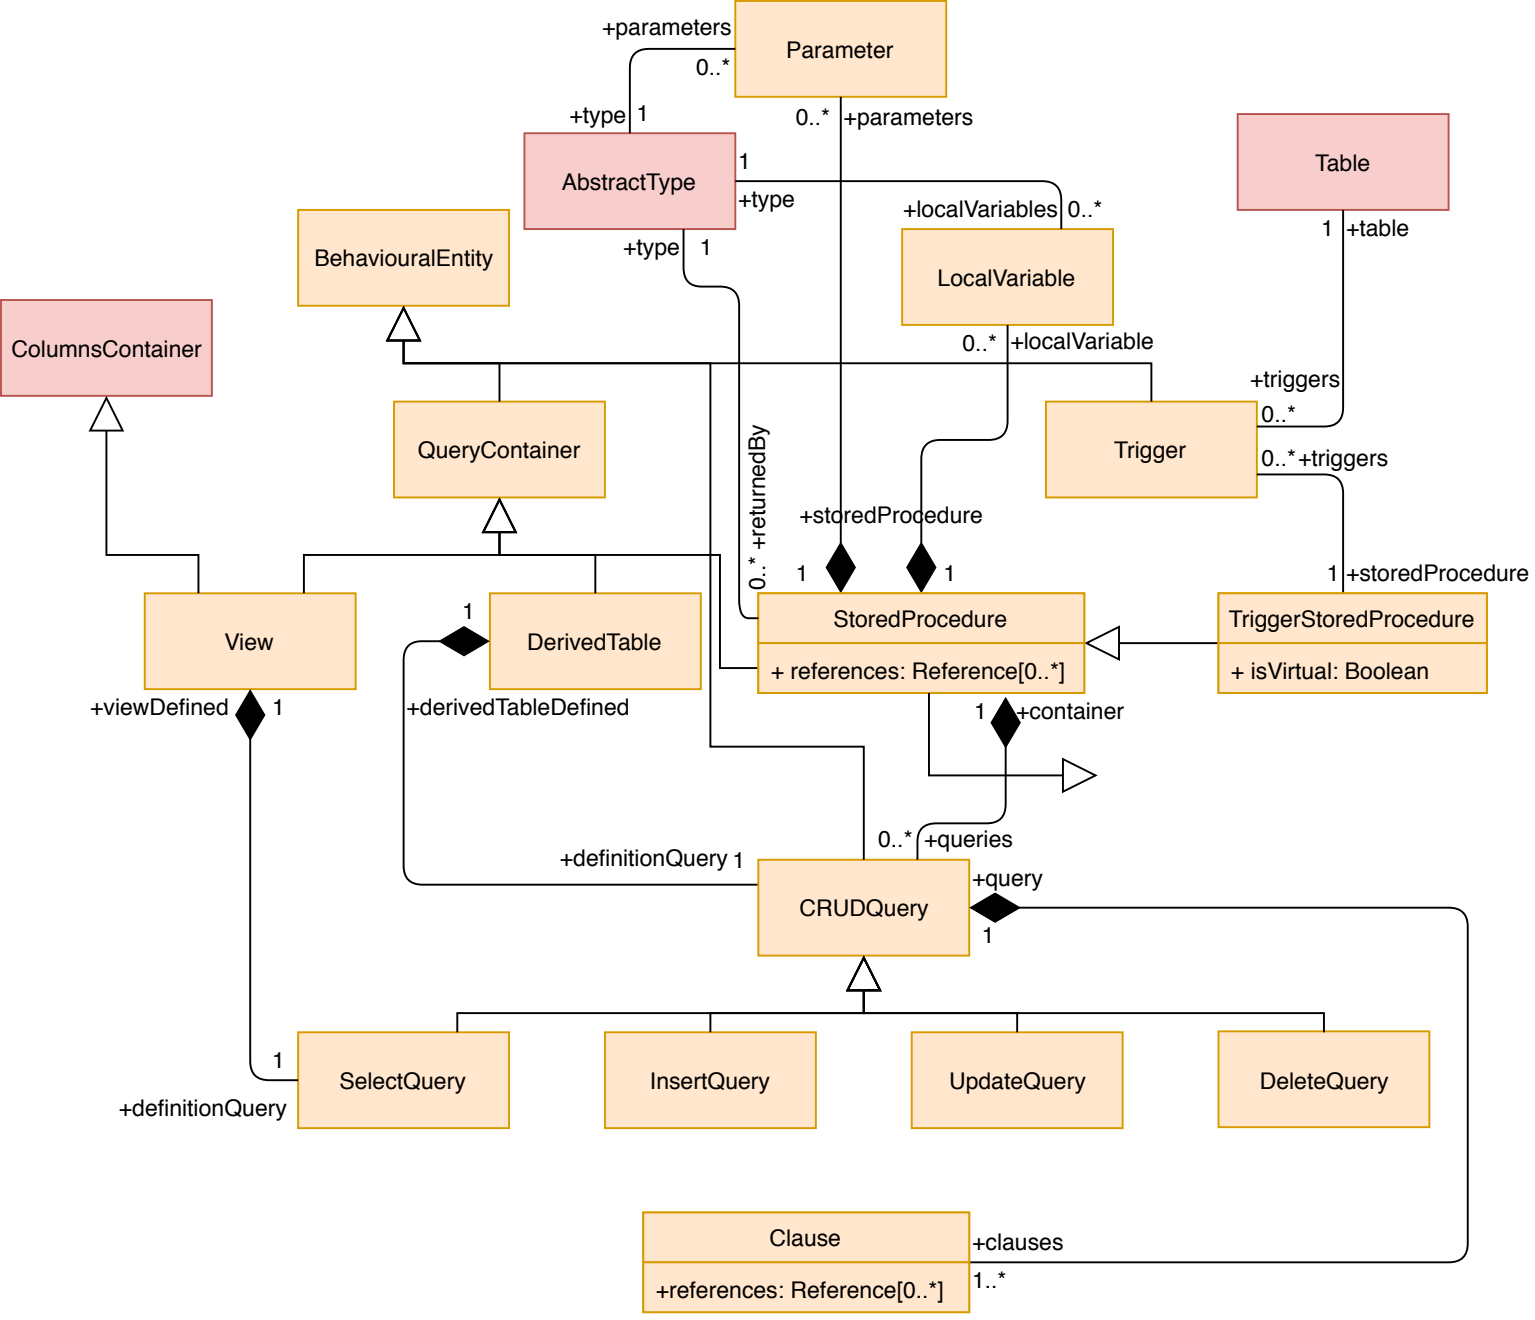 +parameters
Parameter
0..*
+type
1
0..*
+parameters
AbstractType
1
+type
Table
+localVariables
0..*
1
+table
+type
1
BehaviouralEntity
LocalVariable
ColumnsContainer
0..*
+localVariable
+triggers
0..*
QueryContainer
Trigger
0..*
+triggers
0..* +returnedBy
+storedProcedure
1
1
1
+storedProcedure
1
View
DerivedTable
StoredProcedure
+ references: Reference[0..*]
TriggerStoredProcedure
+ isVirtual: Boolean
+viewDefined
1
+derivedTableDefined
1
+container
0..*
+queries
+definitionQuery
1
+query
CRUDQuery
1
1
SelectQuery
InsertQuery
UpdateQuery
DeleteQuery
+definitionQuery
Clause
+clauses
+references: Reference[0..*]
1..*